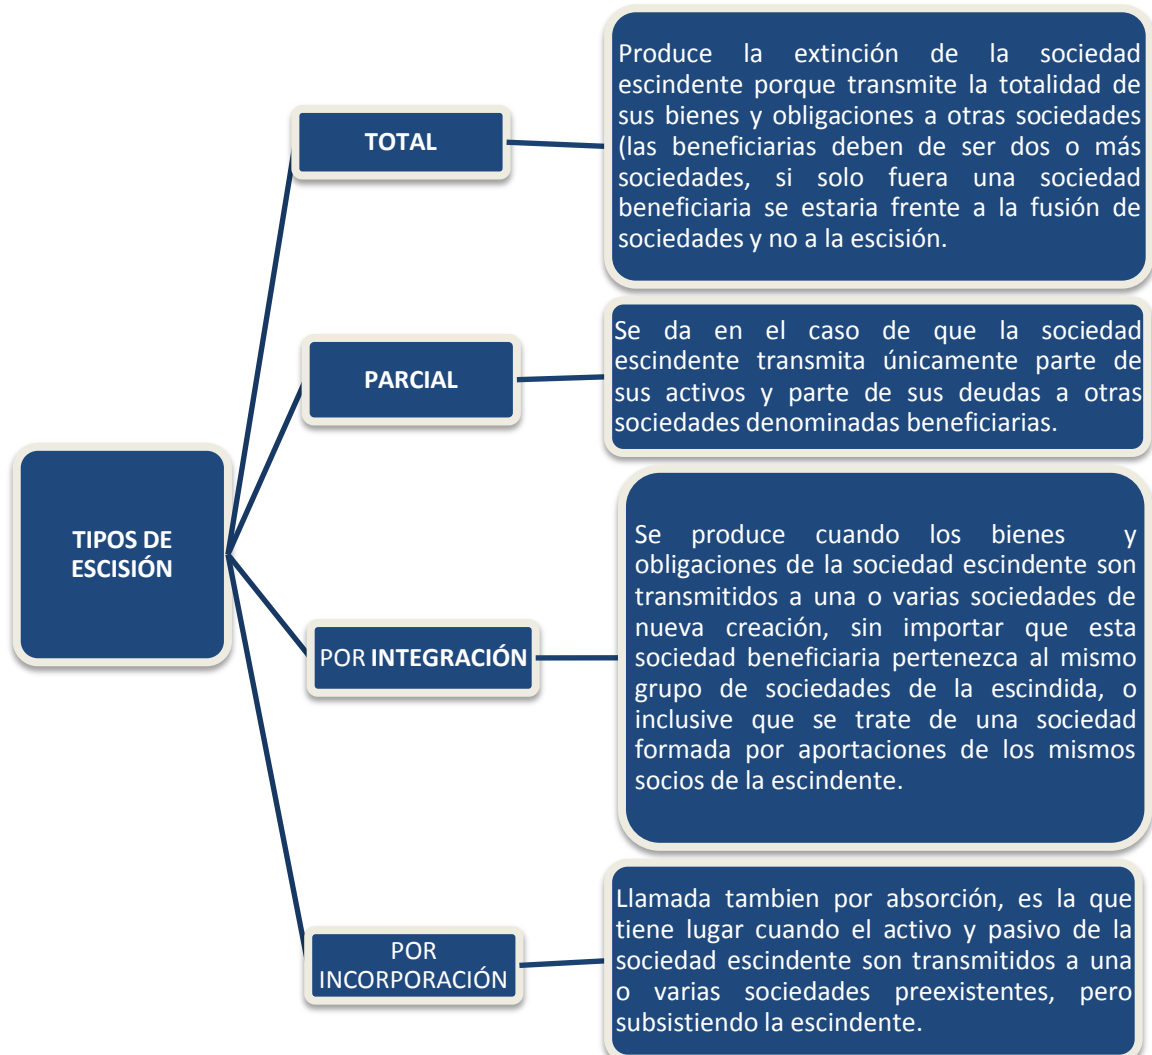 TIPOS DE
ESCISIÓN
TOTAL
Produce la extinción de la sociedad
escindente porque transmite la totalidad de
sus bienes y obligaciones a otras sociedades
(las beneficiarias deben de ser dos o más
sociedades, si solo fuera una sociedad
beneficiaria se estaria frente a la fusión de
sociedades y no a la escisión.
PARCIAL
Se da en el caso de que la sociedad
escindente transmita únicamente parte de
sus activos y parte de sus deudas a otras
sociedades denominadas beneficiarias.
POR INTEGRACIÓN
Se produce cuando los bienes y
obligaciones de la sociedad escindente son
transmitidos a una o varias sociedades de
nueva creación, sin importar que esta
sociedad beneficiaria pertenezca al mismo
grupo de sociedades de la escindida, o
inclusive que se trate de una sociedad
formada por aportaciones de los mismos
socios de la escindente.
POR
INCORPORACIÓN
Llamada tambien por absorción, es la que
tiene lugar cuando el activo y pasivo de la
sociedad escindente son transmitidos a una
o varias sociedades preexistentes, pero
subsistiendo la escindente.